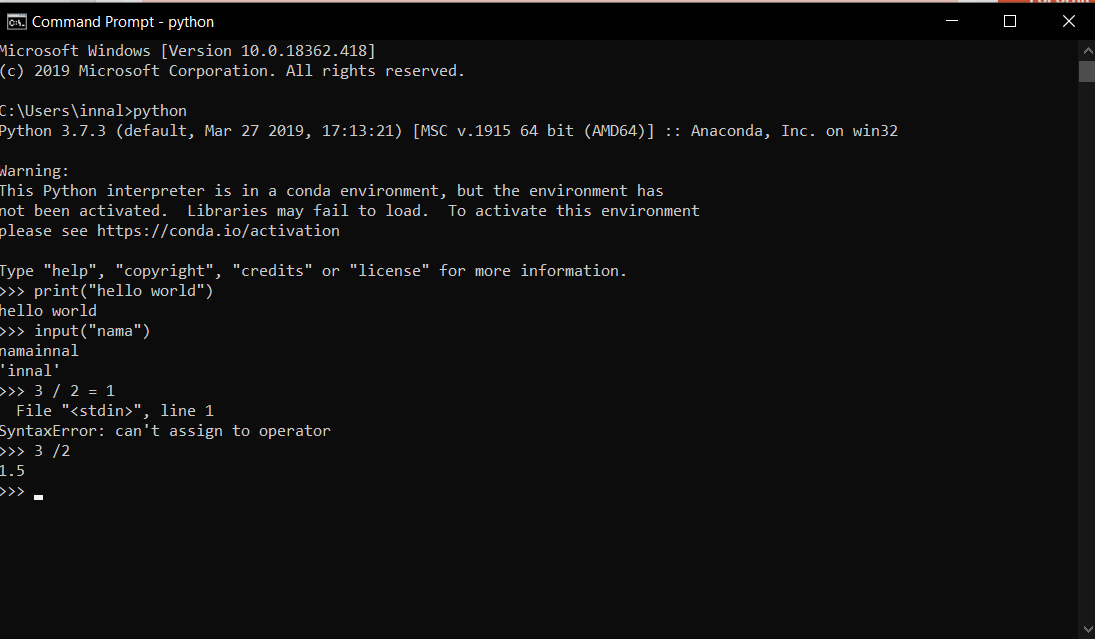 Command Prompt - python
Microsoft Windows [Version 10.0.18362.418]
(c) 2019 Microsoft Corporation. All rights reserved.
C:\Users\innal>python
Python 3.7.3 (default, Mar 27 2019, 17:13:21) [MSC v.1915 64 bit (AMD64)] :: Anaconda, Inc. on win32
Warning:
This Python interpreter is in a conda environment, but the environment has
not been activated.  Libraries may fail to load.  To activate this environment
please see https://conda.io/activation
Type "help", "copyright", "credits" or "license" for more information.
>>> print("hello world")
hello world
>>> input("nama")
namainnal
'innal'
>>> 3 / 2 = 1
  File "<stdin>", line 1
SyntaxError: can't assign to operator
>>> 3 /2
1.5
>>>